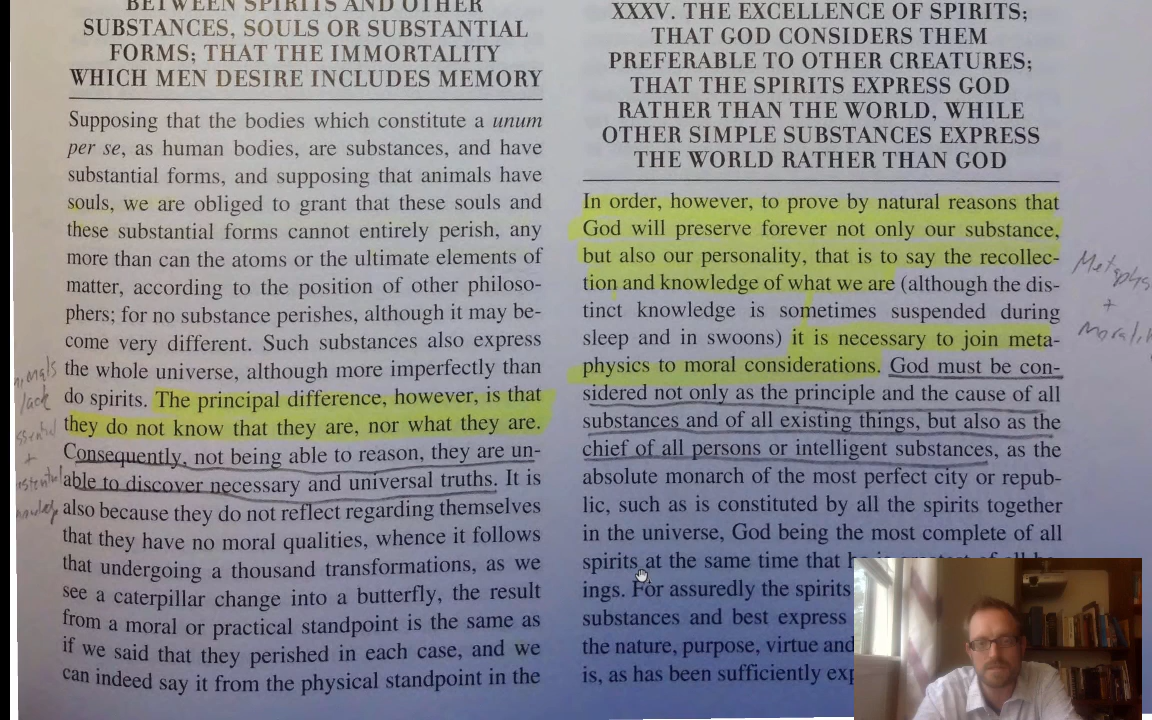 BETWEEN SPIRITS AND OTHER
SUBSTANCES, SOULS OR SUBSTANTIAL
FORMS; THAT THE IMMORTALITY
WHICH MEN DESIRE INCLUDES MEMORY
Supposing that the bodies which constitute a unum
per se, as human bodies, are substances, and have
substantial forms, and supposing that animals have
souls, we are obliged to grant that these souls and
these substantial forms cannot entirely perish, any
more than can the atoms or the ultimate elements of
matter, according to the position of other philoso-
phers; for no substance perishes, although it may be-
come very different. Such substances also express
the whole universe, although more imperfectly than
do spirits. The principal difference, however, is that
they do not know that they are, nor what they are.
Consequently, not being able to reason, they are un-
able to discover necessary and universal truths. It is
also because they do not reflect regarding themselves
that they have no moral qualities, whence it follows
that undergoing a thousand transformations, as we
see a caterpillar change into a butterfly, the result
from a moral or practical standpoint is the same as
if we said that they perished in each case, and we
can indeed say it from the physical standpoint in the
lack
+
XXXV. THE EXCELLENCE OF SPIRITS;
THAT GOD CONSIDERS THEM
PREFERABLE TO OTHER CREATURES;
THAT THE SPIRITS EXPRESS GOD
RATHER THAN THE WORLD, WHILE
OTHER SIMPLE SUBSTANCES EXPRESS
THE WORLD RATHER THAN GOD
In order, however, to prove by natural reasons that
God will preserve forever not only our substance,
but also our personality, that is to say the recollec-
tion and knowledge of what we are (although the dis-
tinct knowledge is sometimes suspended during
sleep and in swoons) it is necessary to join meta-
physics to moral considerations. God must be con-
sidered not only as the principle and the cause of all
substances and of all existing things, but also as the
chief of all persons or intelligent substances, as the
absolute monarch of the most perfect city or repub-
lic, such as is constituted by all the spirits together
in the universe, God being the most complete of all
spirits at the same time that
ings. For assuredly the spirits
substances and best express
the nature, purpose, virtue and
is, as has been sufficiently
Metaphys
+
Morali